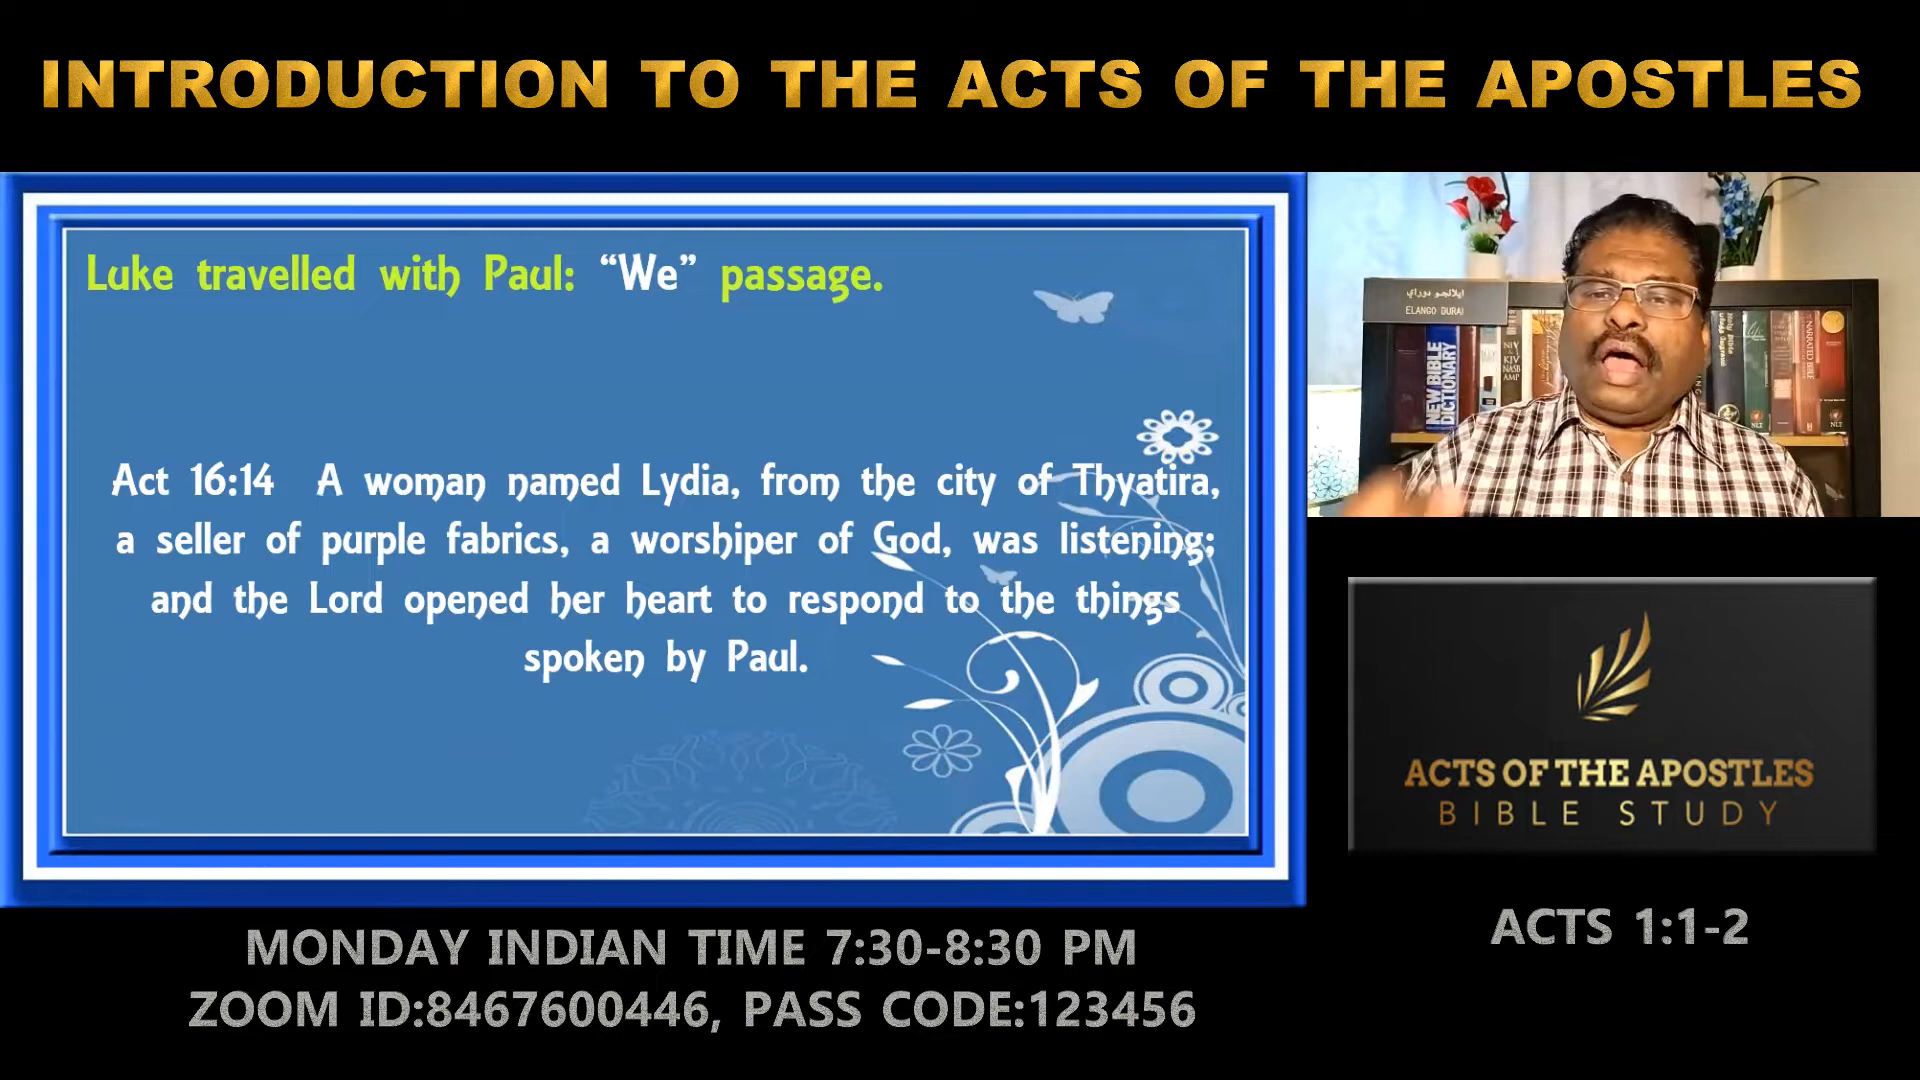 INTRODUCTION TO THE ACTS OF THE APOSTLES
Luke travelled with Paul: “We” passage.
Act 16:14 A woman named Lydia, from the city of Thyatira,
a seller of purple fabrics, a worshiper of God, was listening;
and the Lord opened her heart to respond to the things
spoken by Paul.
ايلانجو دوراي
ELANGO DURAI
NEW BIBLE
DICTIONARY
NIV
KJV
NASB
AMP
NLT
NLT
ACTS OF THE APOSTLES
BIBLE STUDY
ACTS 1:1-2
MONDAY INDIAN TIME 7:30-8:30 PM
ZOOM ID:8467600446, PASS CODE:123456